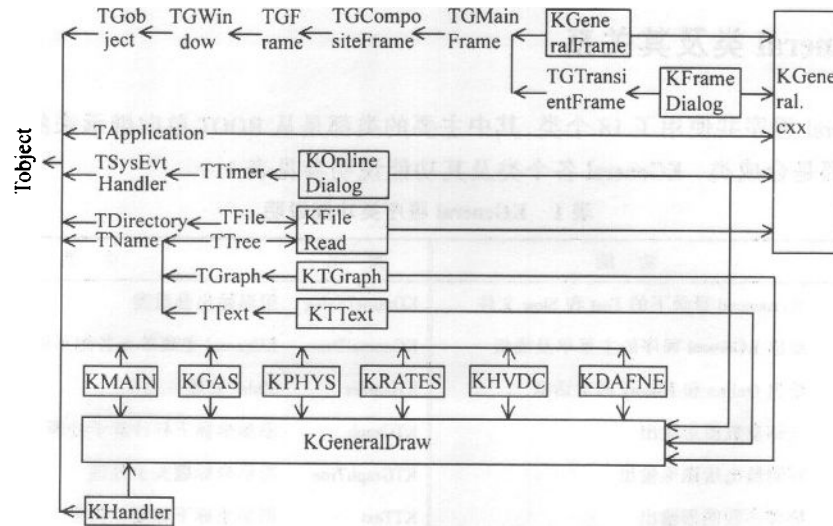 TGob
ject
TGWin
dow
TGF
rame
TGCompo
siteFrame
TGMain
Frame
KGene
ralFrame
KGene
ral.
cxx
TGTransi
entFrame
KFrame
Dialog
TApplication
Tobject
TSysEvt
Handler
TTimer
KOnline
Dialog
TDirectory
TFile
KFile
Read
TName
TTree
TGraph
KTGraph
TText
KTText
KMAIN
KGAS
KPHYS
KRATES
KHVDC
KDAFNE
KGeneralDraw
KHandler